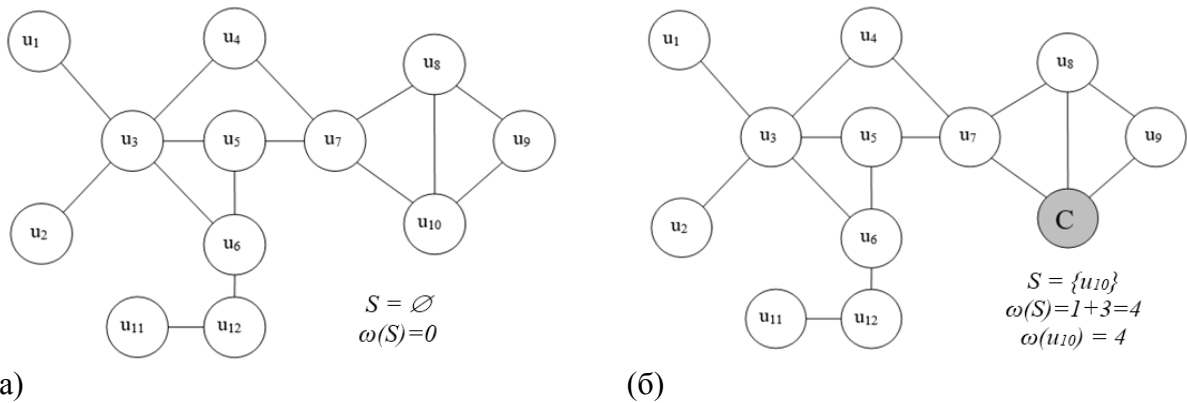 u1
u4
u8
u3
u5
u7
u9
u2
u6
u10
u11
u12
S = ∅
ω(S)=0
а)
u1
u4
u8
u3
u5
u7
u9
u2
u6
C
u11
u12
S = {u10}
ω(S)=1+3=4
ω(u10) = 4
(б)